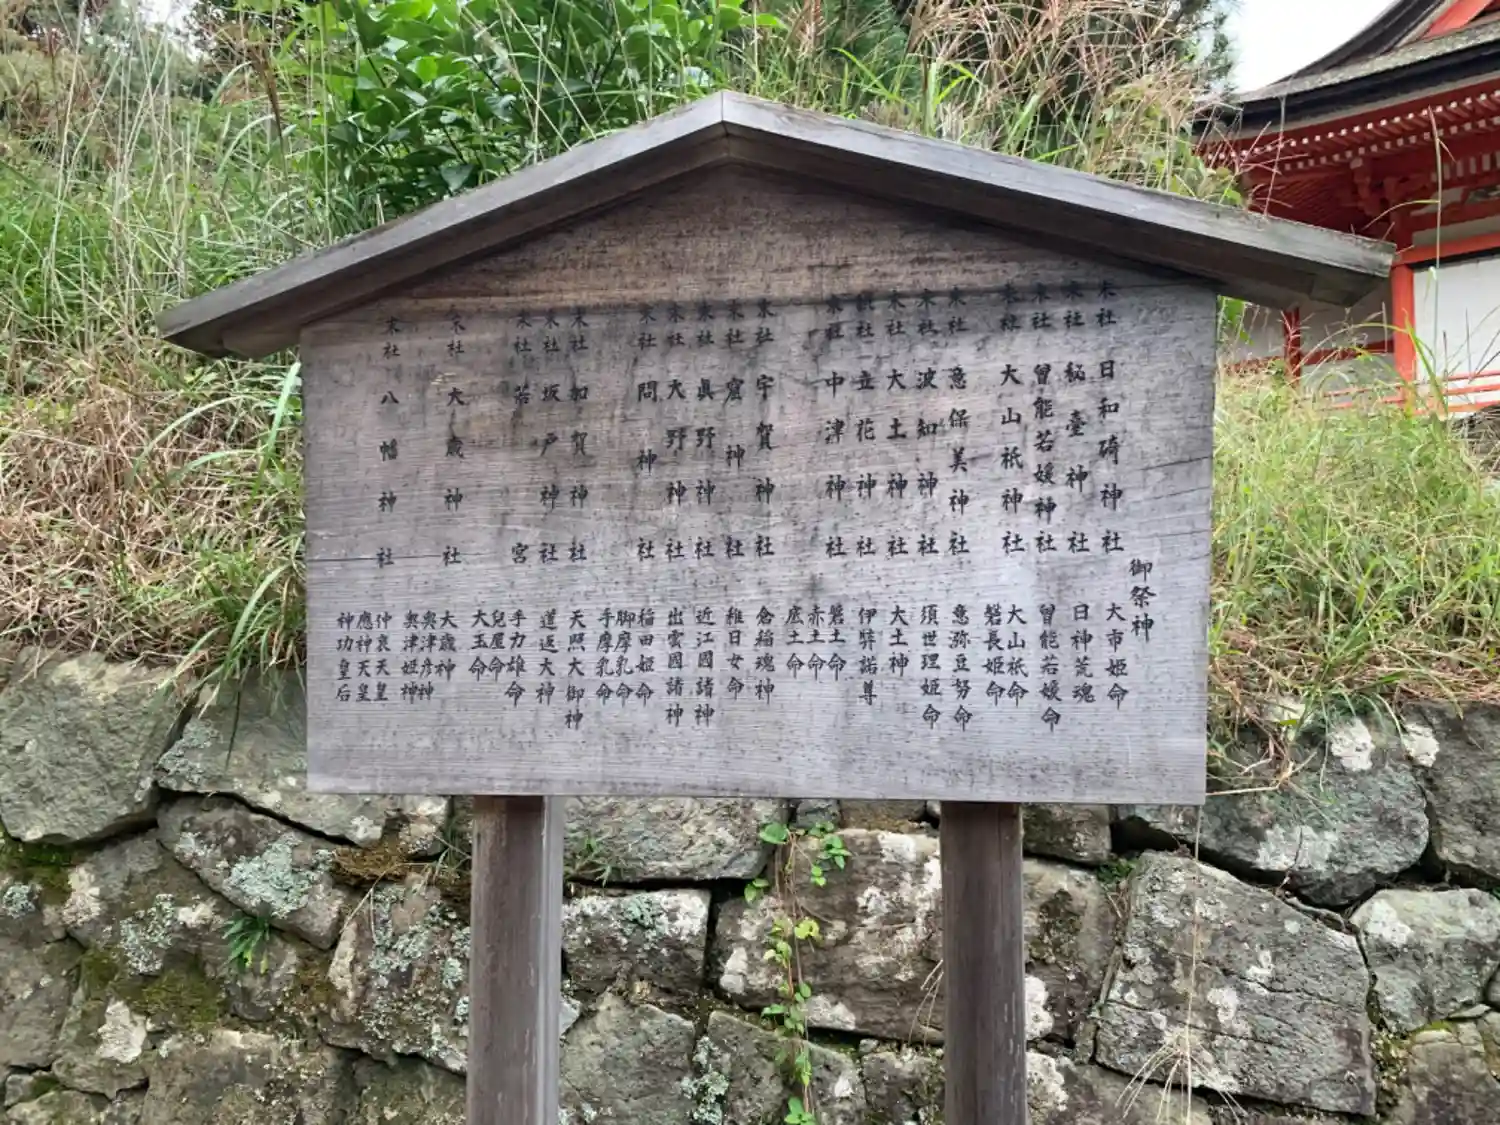 御祭神
末社 日和碕神社 大市姫命
末社 秘臺神社 日神荒魂
末社 曾能若媛神社 曾能若媛命
末社 大山祇神社 大山祇命
磐長姫命
末社 意保美神社 意弥豆努命
末社 波知神社 須世理姫命
末社 大土神社 大土神
末社 立花神社 伊弉諾尊
末社 中津神社 磐土命
赤土命
底土命
末社 宇賀神社 倉稲魂神
末社 窟神社 稚日女命
末社 眞野神社 近江國諸神
末社 大野神社 出雲國諸神
末社 問神社 稲田姫命
脚摩乳命
手摩乳命
末社 加賀神社 天照大御神
末社 坂戸神社 道返大神
末社 若宮 手力雄命
兒屋命
大玉命
末社 大歳神社 大歳神
奥津彦神
奥津姫神
末社 八幡神社 仲哀天皇
應神天皇
神功皇后